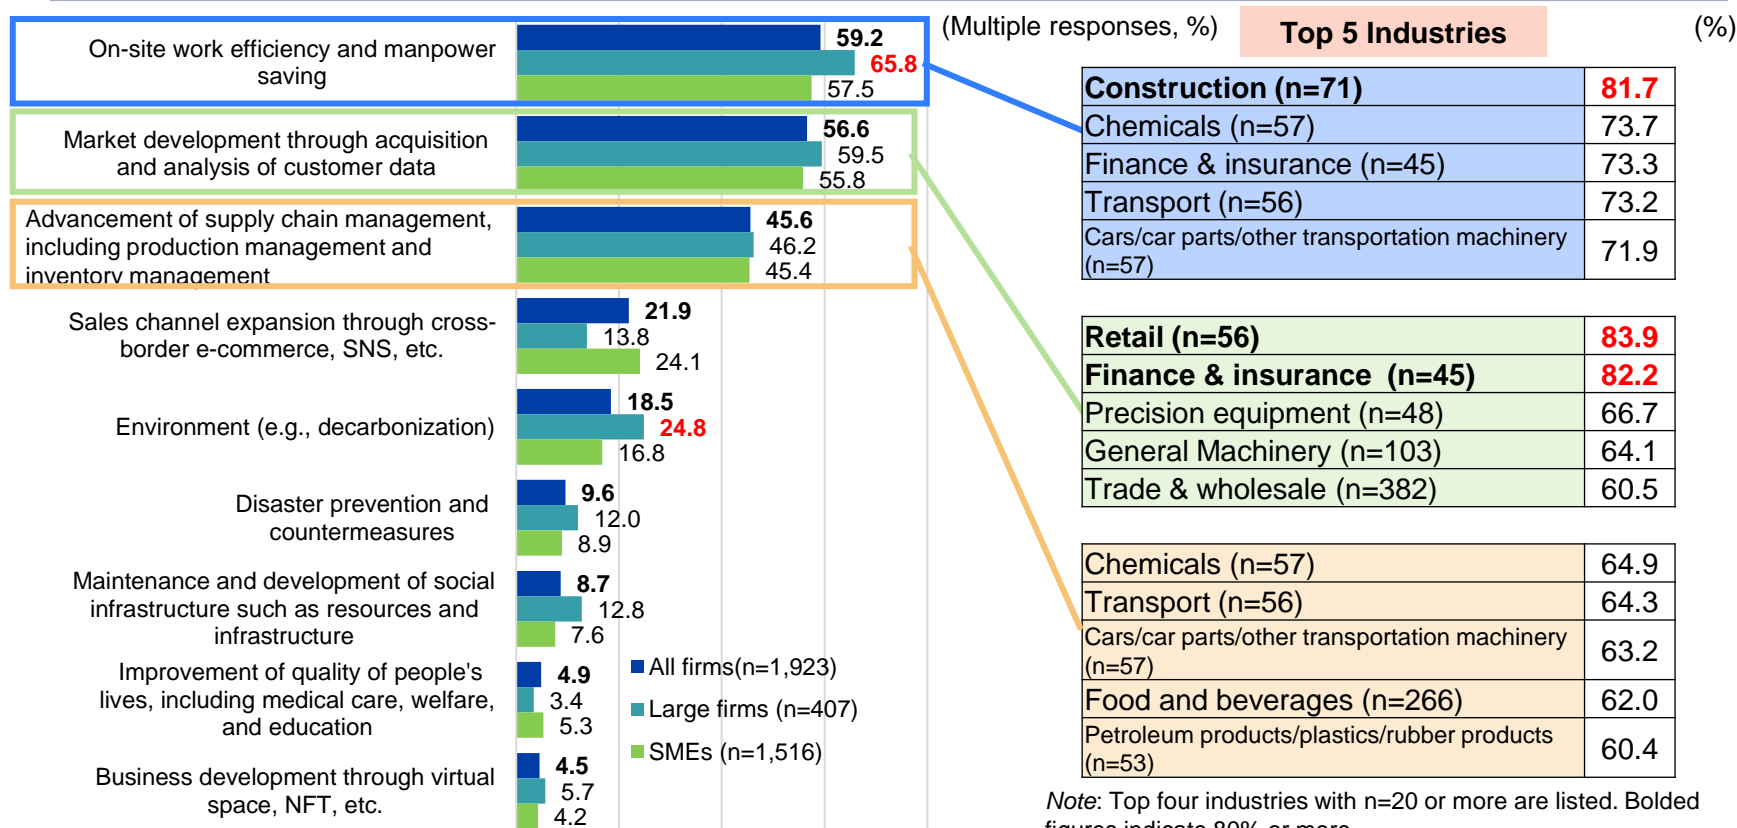 (Multiple responses, %)
On-site work efficiency and manpower
saving
59.2
65.8
57.5
Market development through acquisition
and analysis of customer data
56.6
59.5
55.8
Advancement of supply chain management,
including production management and
inventory management
45.6
46.2
45.4
Sales channel expansion through cross-
border e-commerce, SNS, etc.
21.9
13.8
24.1
Environment (e.g., decarbonization)
18.5
24.8
16.8
Disaster prevention and
countermeasures
9.6
12.0
8.9
Maintenance and development of social
infrastructure such as resources and
infrastructure
8.7
12.8
7.6
Improvement of quality of people's
lives, including medical care, welfare,
and education
4.9
3.4
5.3
Business development through virtual
space, NFT, etc.
4.5
5.7
4.2
All firms(n=1,923)
Large firms (n=407)
SMEs (n=1,516)
Top 5 Industries
(%)
Construction (n=71) 81.7
Chemicals (n=57) 73.7
Finance & insurance (n=45) 73.3
Transport (n=56) 73.2
Cars/car parts/other transportation machinery
(n=57) 71.9
Retail (n=56) 83.9
Finance & insurance (n=45) 82.2
Precision equipment (n=48) 66.7
General Machinery (n=103) 64.1
Trade & wholesale (n=382) 60.5
Chemicals (n=57) 64.9
Transport (n=56) 64.3
Cars/car parts/other transportation machinery
(n=57) 63.2
Food and beverages (n=266) 62.0
Petroleum products/plastics/rubber products
(n=53) 60.4
Note: Top four industries with n=20 or more are listed. Bolded
figures indicate 80% or more